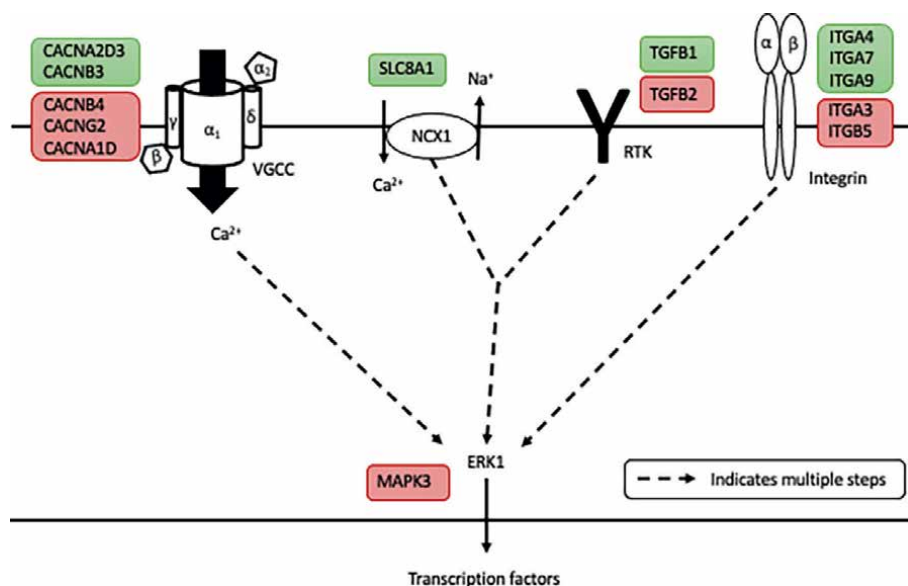 CACNA2D3
CACNB3
CACNB4
CACNG2
CACNA1D
α₂
γ
α₁
δ
β
VGCC
Ca²⁺
SLC8A1
Na⁺
NCX1
Ca²⁺
TGFB1
TGFB2
RTK
α
β
Integrin
ITGA4
ITGA7
ITGA9
ITGA3
ITGB5
MAPK3
ERK1
Indicates multiple steps
Transcription factors